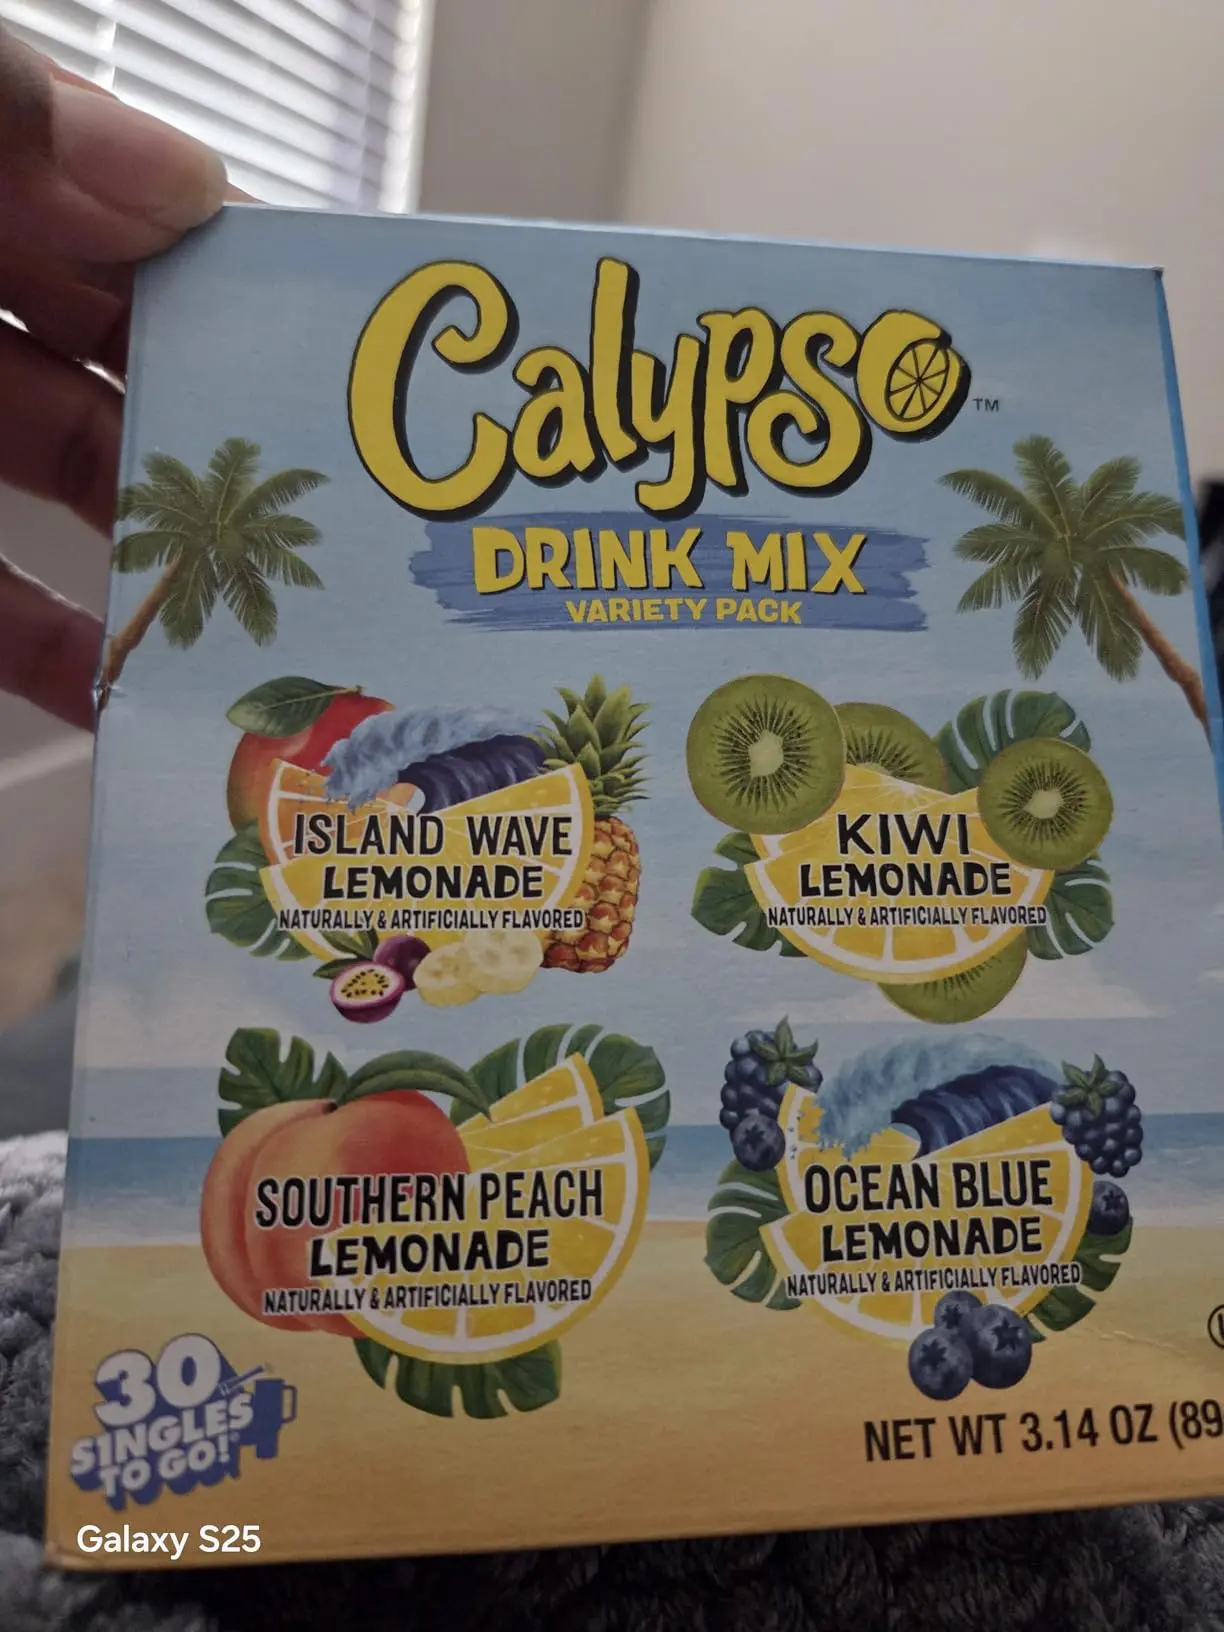 Calypso™
DRINK MIX
VARIETY PACK
ISLAND WAVE
LEMONADE
NATURALLY & ARTIFICIALLY FLAVORED
KIWI
LEMONADE
NATURALLY & ARTIFICIALLY FLAVORED
SOUTHERN PEACH
LEMONADE
NATURALLY & ARTIFICIALLY FLAVORED
OCEAN BLUE
LEMONADE
NATURALLY & ARTIFICIALLY FLAVORED
30
SINGLES
TO GO!
NET WT 3.14 OZ (89
Galaxy S25